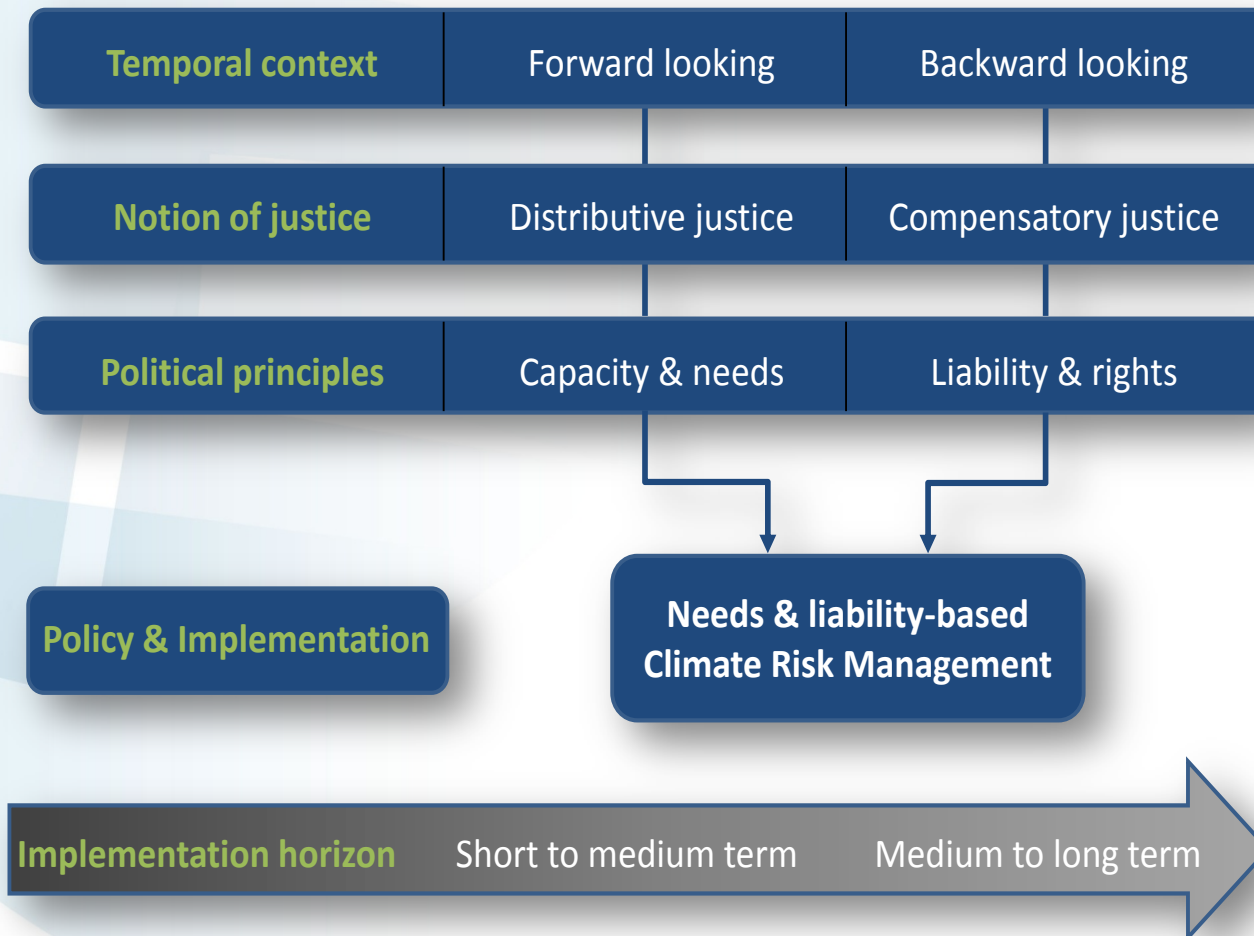 Temporal context Forward looking Backward looking
Notion of justice Distributive justice Compensatory justice
Political principles Capacity & needs Liability & rights
Policy & Implementation
Needs & liability-based
Climate Risk Management
Implementation horizon Short to medium term Medium to long term